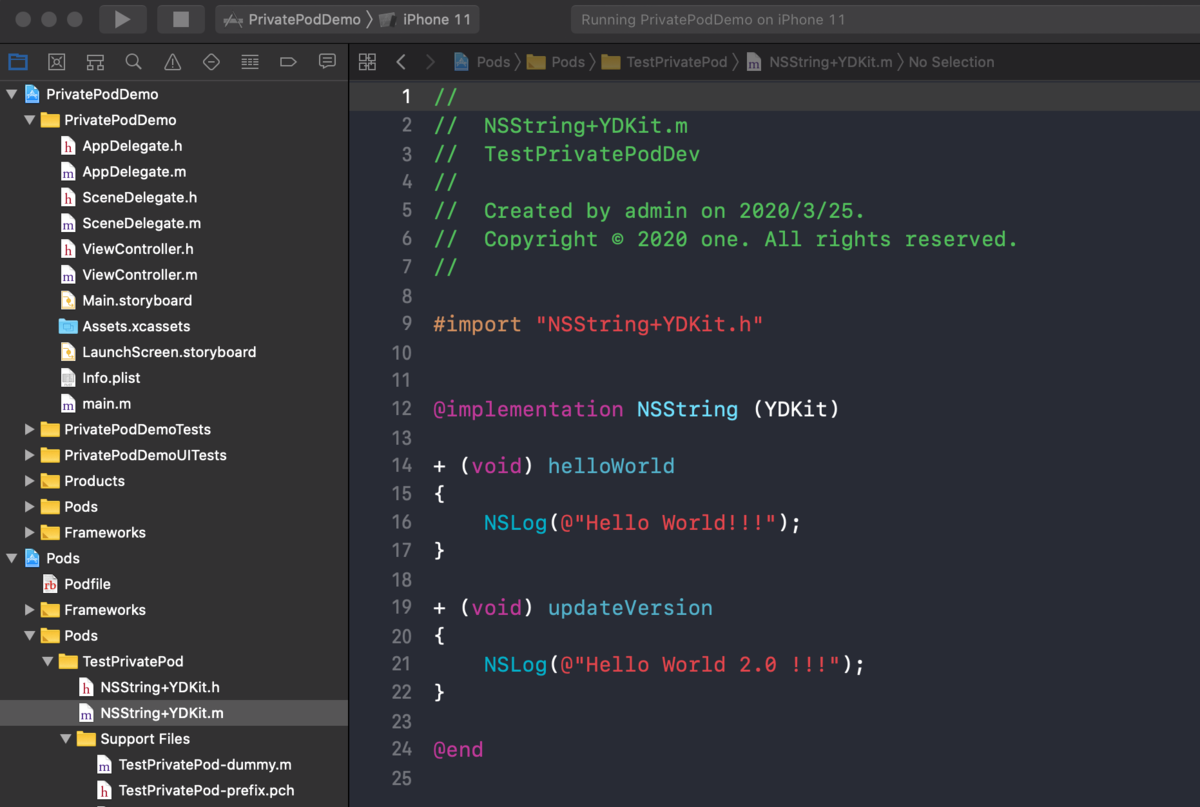 PrivatePodDemo 〉 iPhone 11
Running PrivatePodDemo on iPhone 11
Pods 〉 Pods 〉 TestPrivatePod 〉 m NSString+YDKit.m 〉 No Selection
PrivatePodDemo
PrivatePodDemo
h AppDelegate.h
m AppDelegate.m
h SceneDelegate.h
m SceneDelegate.m
h ViewController.h
m ViewController.m
Main.storyboard
Assets.xcassets
LaunchScreen.storyboard
Info.plist
m main.m
PrivatePodDemoTests
PrivatePodDemoUITests
Products
Pods
Frameworks
Pods
rb Podfile
Frameworks
Pods
TestPrivatePod
h NSString+YDKit.h
m NSString+YDKit.m
Support Files
m TestPrivatePod-dummy.m
h TestPrivatePod-prefix.pch
1 //
2 //  NSString+YDKit.m
3 //  TestPrivatePodDev
4 //
5 //  Created by admin on 2020/3/25.
6 //  Copyright © 2020 one. All rights reserved.
7 //
8
9 #import "NSString+YDKit.h"
10
11
12 @implementation NSString (YDKit)
13
14 + (void) helloWorld
15 {
16     NSLog(@"Hello World!!!");
17 }
18
19 + (void) updateVersion
20 {
21     NSLog(@"Hello World 2.0 !!!");
22 }
23
24 @end
25